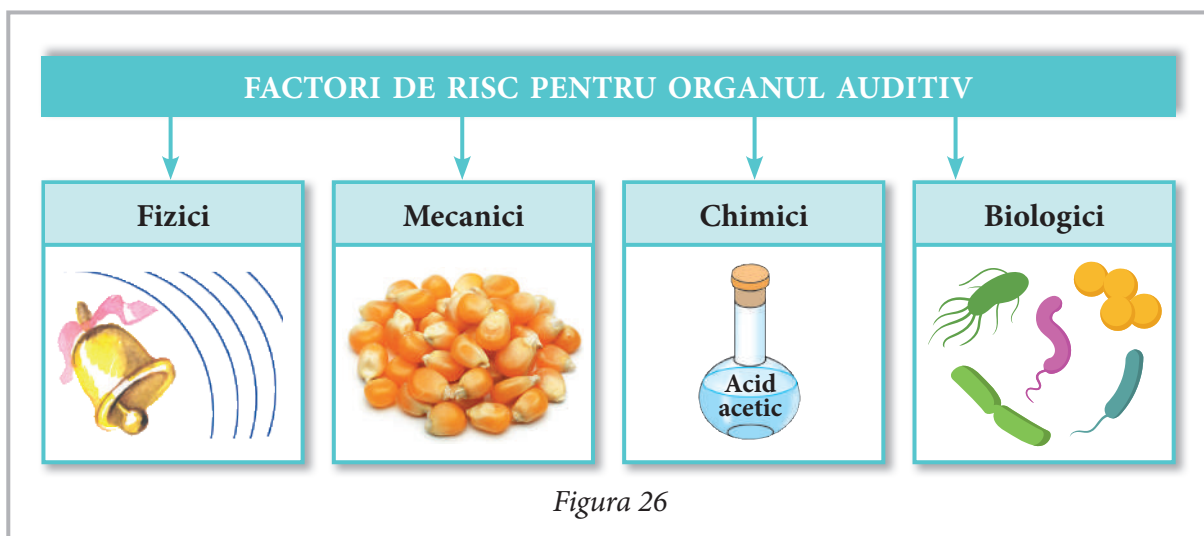 FACTORI DE RISC PENTRU ORGANUL AUDITIV
Fizici
Mecanici
Chimici
Biologici
Acid
acetic
Figura 26